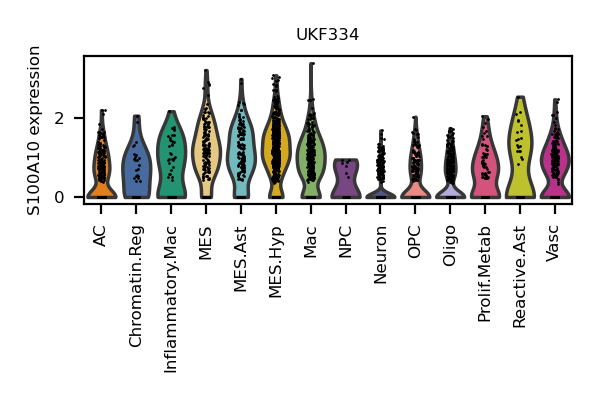 UKF334
S100A10 expression
2
0
AC
Chromatin.Reg
Inflammatory.Mac
MES
MES.Ast
MES.Hyp
Mac
NPC
Neuron
OPC
Oligo
Prolif.Metab
Reactive.Ast
Vasc